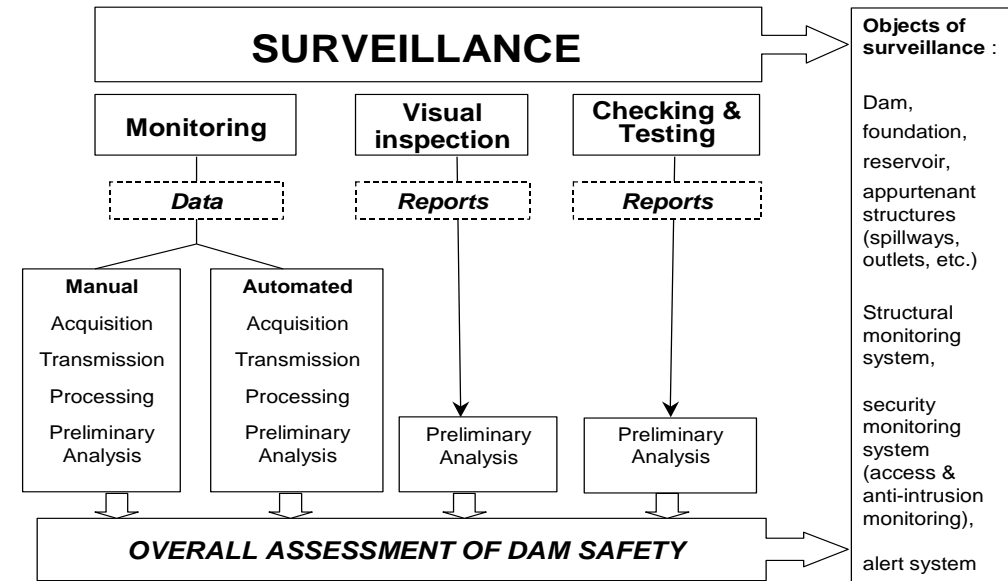 SURVEILLANCE
Monitoring
Visual
inspection
Checking &
Testing
Data
Reports
Reports
Manual
Acquisition
Transmission
Processing
Preliminary
Analysis
Automated
Acquisition
Transmission
Processing
Preliminary
Analysis
Preliminary
Analysis
Preliminary
Analysis
OVERALL ASSESSMENT OF DAM SAFETY
Objects of
surveillance :
Dam,
foundation,
reservoir,
appurtenant
structures
(spillways,
outlets, etc.)
Structural
monitoring
system,
security
monitoring
system
(access &
anti-intrusion
monitoring),
alert system